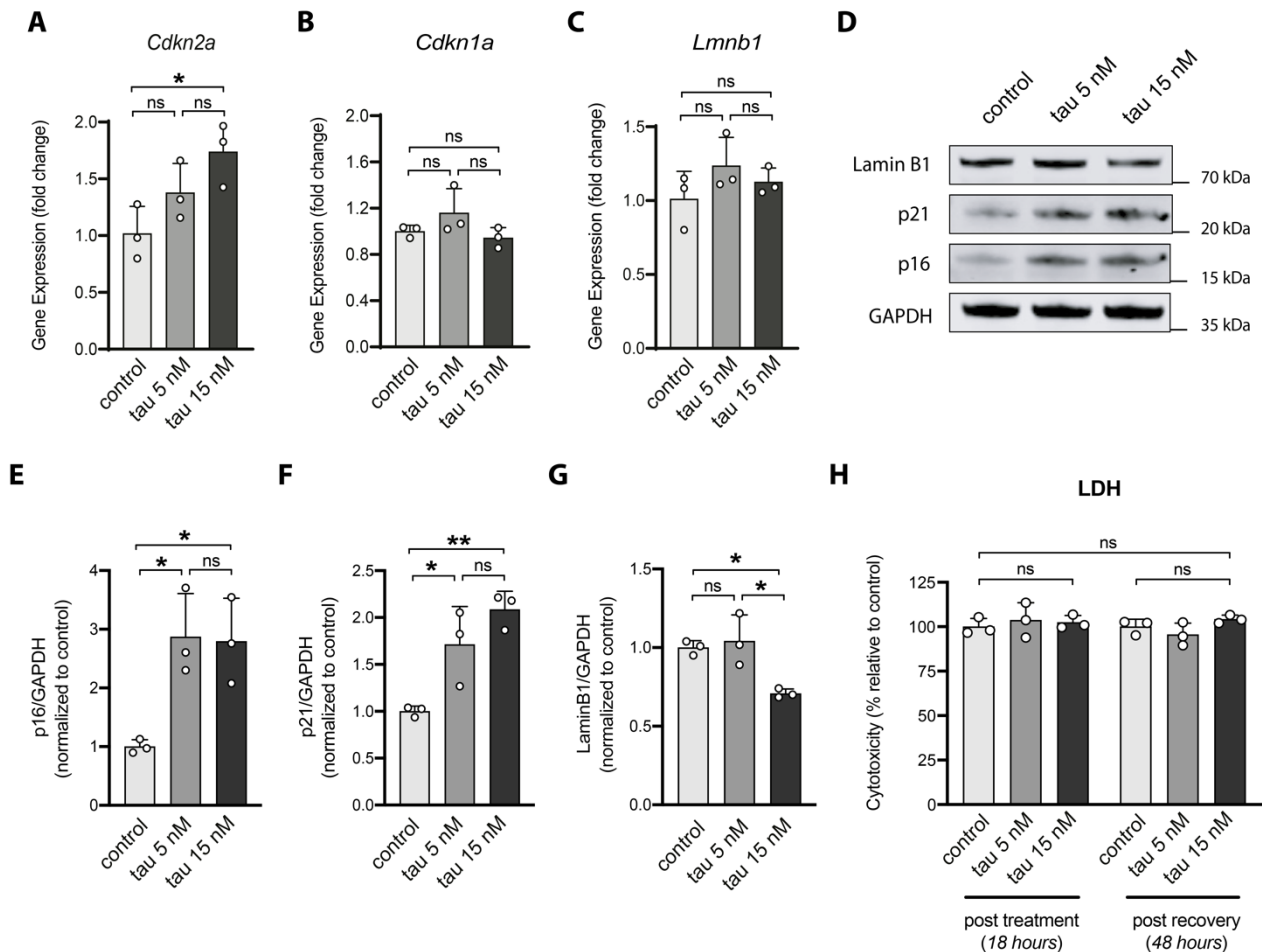 A
Cdkn2a
Gene Expression (fold change)
2.0
1.5
1.0
0.5
0.0
*
ns
ns
control
tau 5 nM
tau 15 nM
B
Cdkn1a
Gene Expression (fold change)
2.0
1.6
1.2
0.8
0.4
0.0
ns
ns
ns
control
tau 5 nM
tau 15 nM
C
Lmnb1
Gene Expression (fold change)
1.5
1.0
0.5
0.0
ns
ns
ns
control
tau 5 nM
tau 15 nM
D
control
tau 5 nM
tau 15 nM
Lamin B1
70 kDa
p21
20 kDa
p16
15 kDa
GAPDH
35 kDa
E
p16/GAPDH
(normalized to control)
4
3
2
1
0
*
*
ns
control
tau 5 nM
tau 15 nM
F
p21/GAPDH
(normalized to control)
2.5
2.0
1.5
1.0
0.5
0.0
**
*
ns
control
tau 5 nM
tau 15 nM
G
LaminB1/GAPDH
(normalized to control)
1.5
1.0
0.5
0.0
*
ns
*
control
tau 5 nM
tau 15 nM
H
LDH
Cytotoxicity (% relative to control)
125
100
75
50
25
0
ns
ns
ns
control
tau 5 nM
tau 15 nM
control
tau 5 nM
tau 15 nM
post treatment
(18 hours)
post recovery
(48 hours)